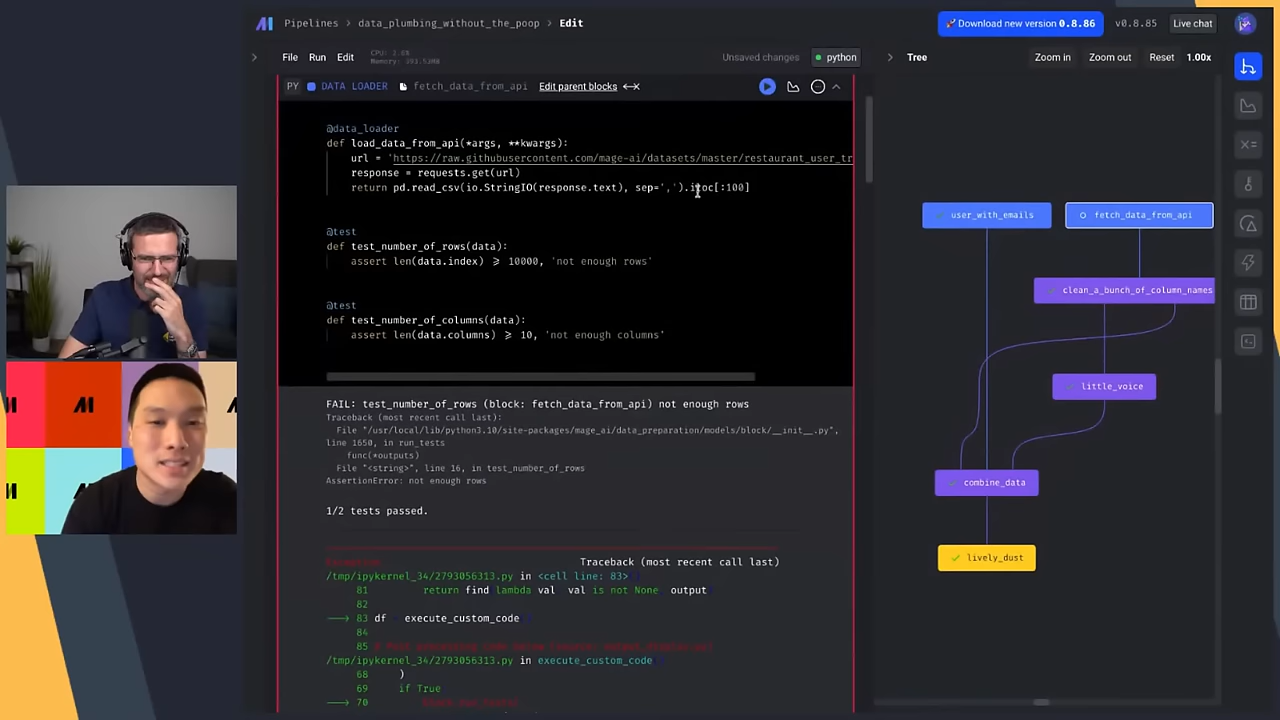 Pipelines > data_plumbing_without_the_poop > Edit
Download new version 0.8.86
v0.8.85
Live chat
File Run Edit
CPU: 2.0%
Memory: 391.53MB
Unsaved changes
python
Tree
Zoom in
Zoom out
Reset
1.00x
PY DATA LOADER fetch_data_from_api Edit parent blocks
@data_loader
def load_data_from_api(*args, **kwargs):
url = 'https://raw.githubusercontent.com/mage-ai/datasets/master/restaurant_user_tr
response = requests.get(url)
return pd.read_csv(io.StringIO(response.text), sep=',').iloc[:100]
@test
def test_number_of_rows(data):
assert len(data.index) ≥ 10000, 'not enough rows'
@test
def test_number_of_columns(data):
assert len(data.columns) ≥ 10, 'not enough columns'
FAIL: test_number_of_rows (block: fetch_data_from_api) not enough rows
Traceback (most recent call last):
File "/usr/local/lib/python3.10/site-packages/mage_ai/data_preparation/models/block/__init__.py",
line 1650, in run_tests
func(*outputs)
File "<string>", line 16, in test_number_of_rows
AssertionError: not enough rows
1/2 tests passed.
Traceback (most recent call last)
/tmp/ipykernel_34/2793056313.py in <cell line: 83>
81 return find lambda val val is not None output
82
83 df execute_custom_code
84
85
/tmp/ipykernel_34/2793056313.py in execute_custom_code
68 )
69 if True
70
user_with_emails
fetch_data_from_api
clean_a_bunch_of_column_names
little_voice
combine_data
lively_dust